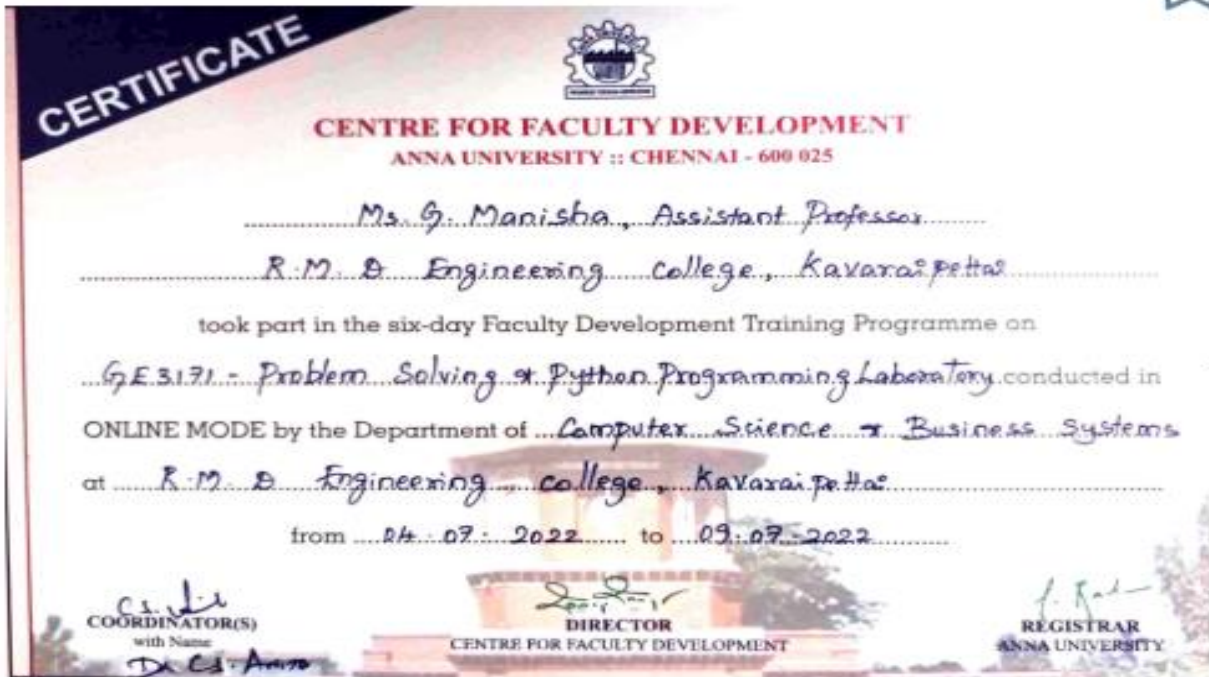 CERTIFICATE
CENTRE FOR FACULTY DEVELOPMENT
ANNA UNIVERSITY :: CHENNAI - 600 025
Ms. G. Manisha, Assistant Professor
R.M.D Engineering college, Kavaraipettai
took part in the six-day Faculty Development Training Programme on
GE3171 - Problem Solving & Python Programming Laboratory conducted in
ONLINE MODE by the Department of Computer Science & Business Systems
at R.M.D Engineering college, Kavaraipettai
from 04.07.2022 to 09.07.2022
COORDINATOR(S)
with Name
Dr. C.S. Anita
DIRECTOR
CENTRE FOR FACULTY DEVELOPMENT
REGISTRAR
ANNA UNIVERSITY